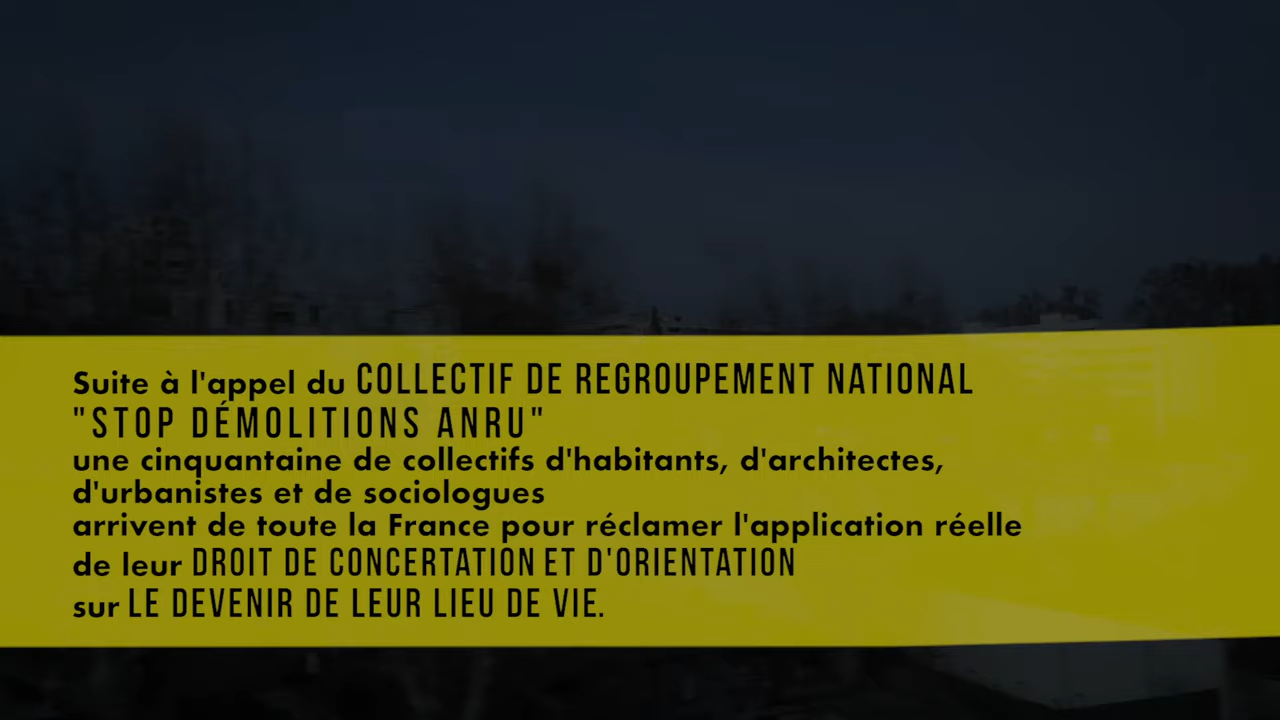 Suite à l'appel du COLLECTIF DE REGROUPEMENT NATIONAL
"STOP DÉMOLITIONS ANRU"
une cinquantaine de collectifs d'habitants, d'architectes,
d'urbanistes et de sociologues
arrivent de toute la France pour réclamer l'application réelle
de leur DROIT DE CONCERTATION ET D'ORIENTATION
sur LE DEVENIR DE LEUR LIEU DE VIE.